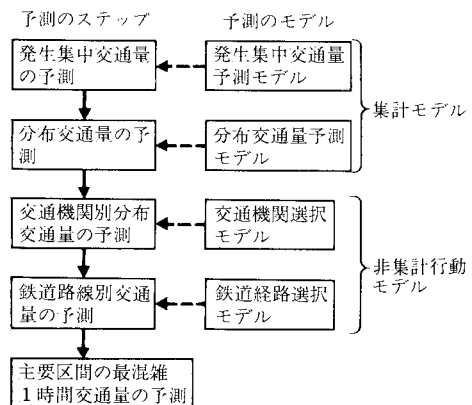 予測のステップ
予測のモデル
発生集中交通量
の予測
発生集中交通量
予測モデル
集計モデル
分布交通量の予
測
分布交通量予測
モデル
交通機関別分布
交通量の予測
交通機関選択
モデル
非集計行動
モデル
鉄道路線別交通
量の予測
鉄道経路選択
モデル
主要区間の最混雑
1時間交通量の予測